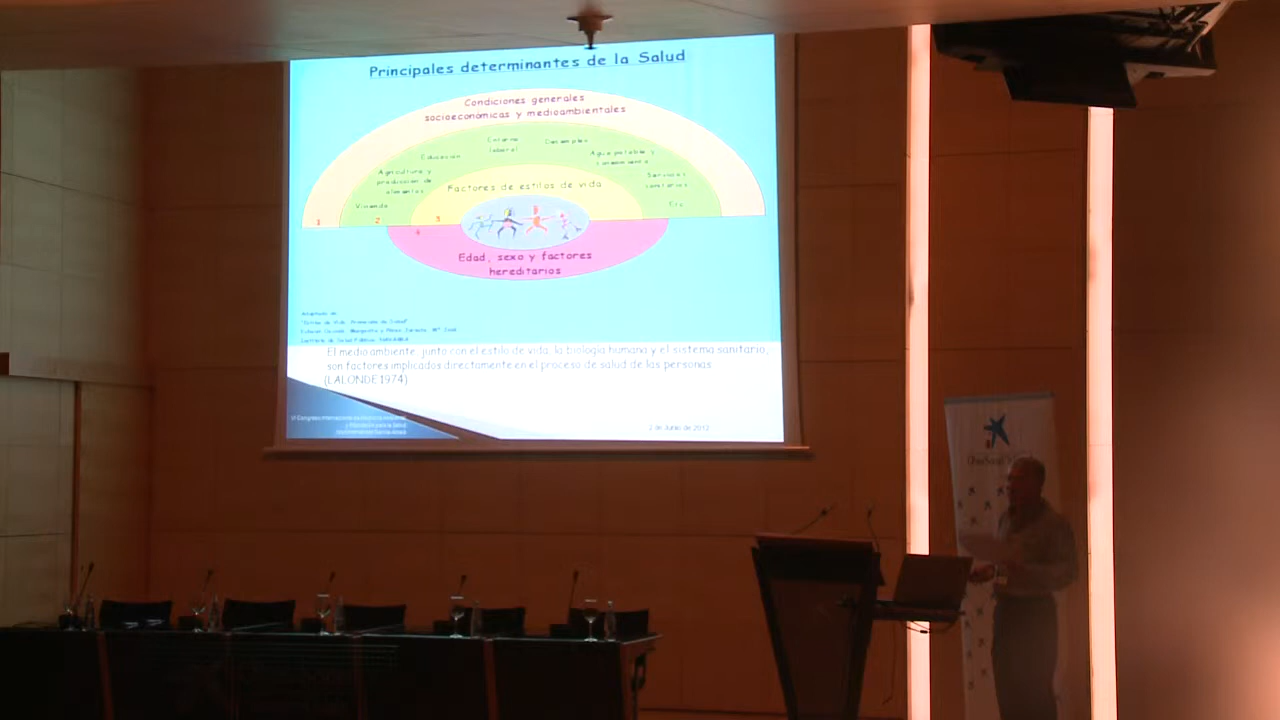 Principales determinantes de la Salud
Condiciones generales
socioeconómicas y medioambientales
Entorno
laboral
Desempleo
Educación
Agua potable y
saneamiento
Agricultura y
producción de
alimentos
Servicios
sanitarios
Factores de estilos de vida
Vivienda
Etc.
1
2
3
4
Edad, sexo y factores
hereditarios
Adaptado de:
El medio ambiente, junto con el estilo de vida, la biología humana y el sistema sanitario,
son factores implicados directamente en el proceso de salud de las personas
(LALONDE1974)
2 de Junio de 2012